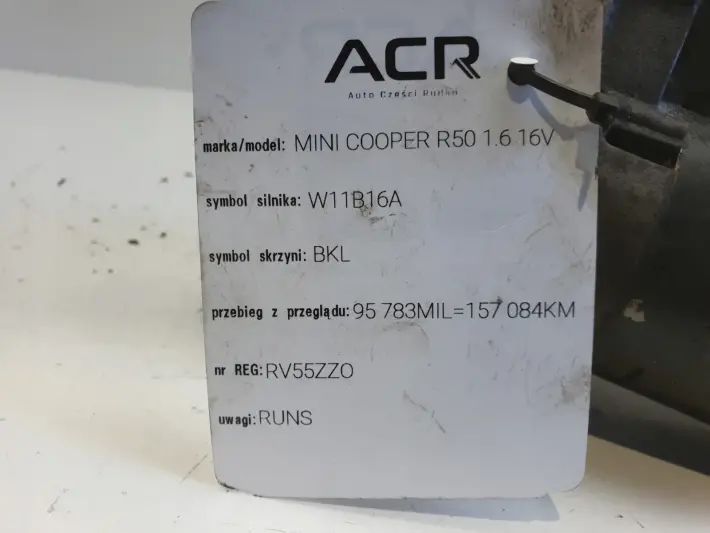 ACR
Auto Części Rudka
marka/model: MINI COOPER R50 1.6 16V
symbol silnika: W11B16A
symbol skrzyni: BKL
przebieg z przeglądu: 95 783MIL=157 084KM
nr REG: RV55ZZO
uwagi: RUNS